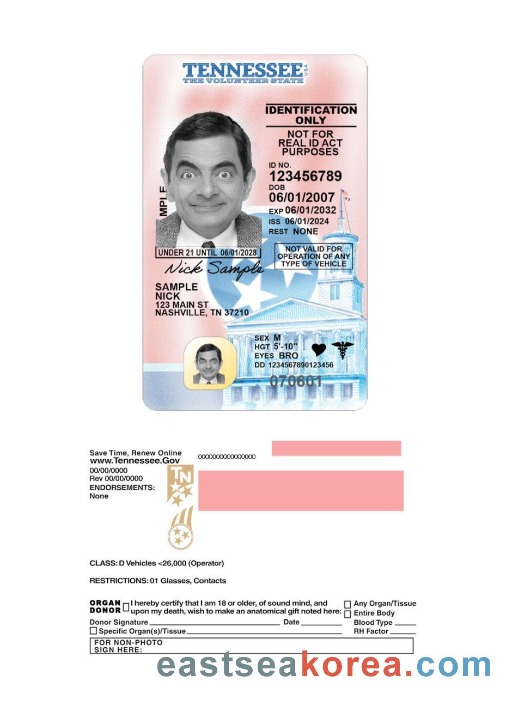 TENNESSEE USA
THE VOLUNTEER STATE
IDENTIFICATION
ONLY
NOT FOR
REAL ID ACT
PURPOSES
ID NO.
123456789
DOB
06/01/2007
EXP 06/01/2032
ISS 06/01/2024
REST NONE
MPLE
UNDER 21 UNTIL 06/01/2028
NOT VALID FOR
OPERATION OF ANY
TYPE OF VEHICLE
Nick Sample
SAMPLE
NICK
123 MAIN ST
NASHVILLE, TN 37210
SEX M
HGT 5'-10"
EYES BRO
DD 1234567890123456
070601
Save Time, Renew Online
www.Tennessee.Gov
00/00/0000
Rev 00/00/0000
ENDORSEMENTS:
None
TN
CLASS: D Vehicles <26,000 (Operator)
RESTRICTIONS: 01 Glasses, Contacts
ORGAN DONOR
I hereby certify that I am 18 or older, of sound mind, and
upon my death, wish to make an anatomical gift noted here:
Any Organ/Tissue
Entire Body
Donor Signature Date Blood Type
Specific Organ(s)/Tissue RH Factor
FOR NON-PHOTO
SIGN HERE:
eastseakorea.com